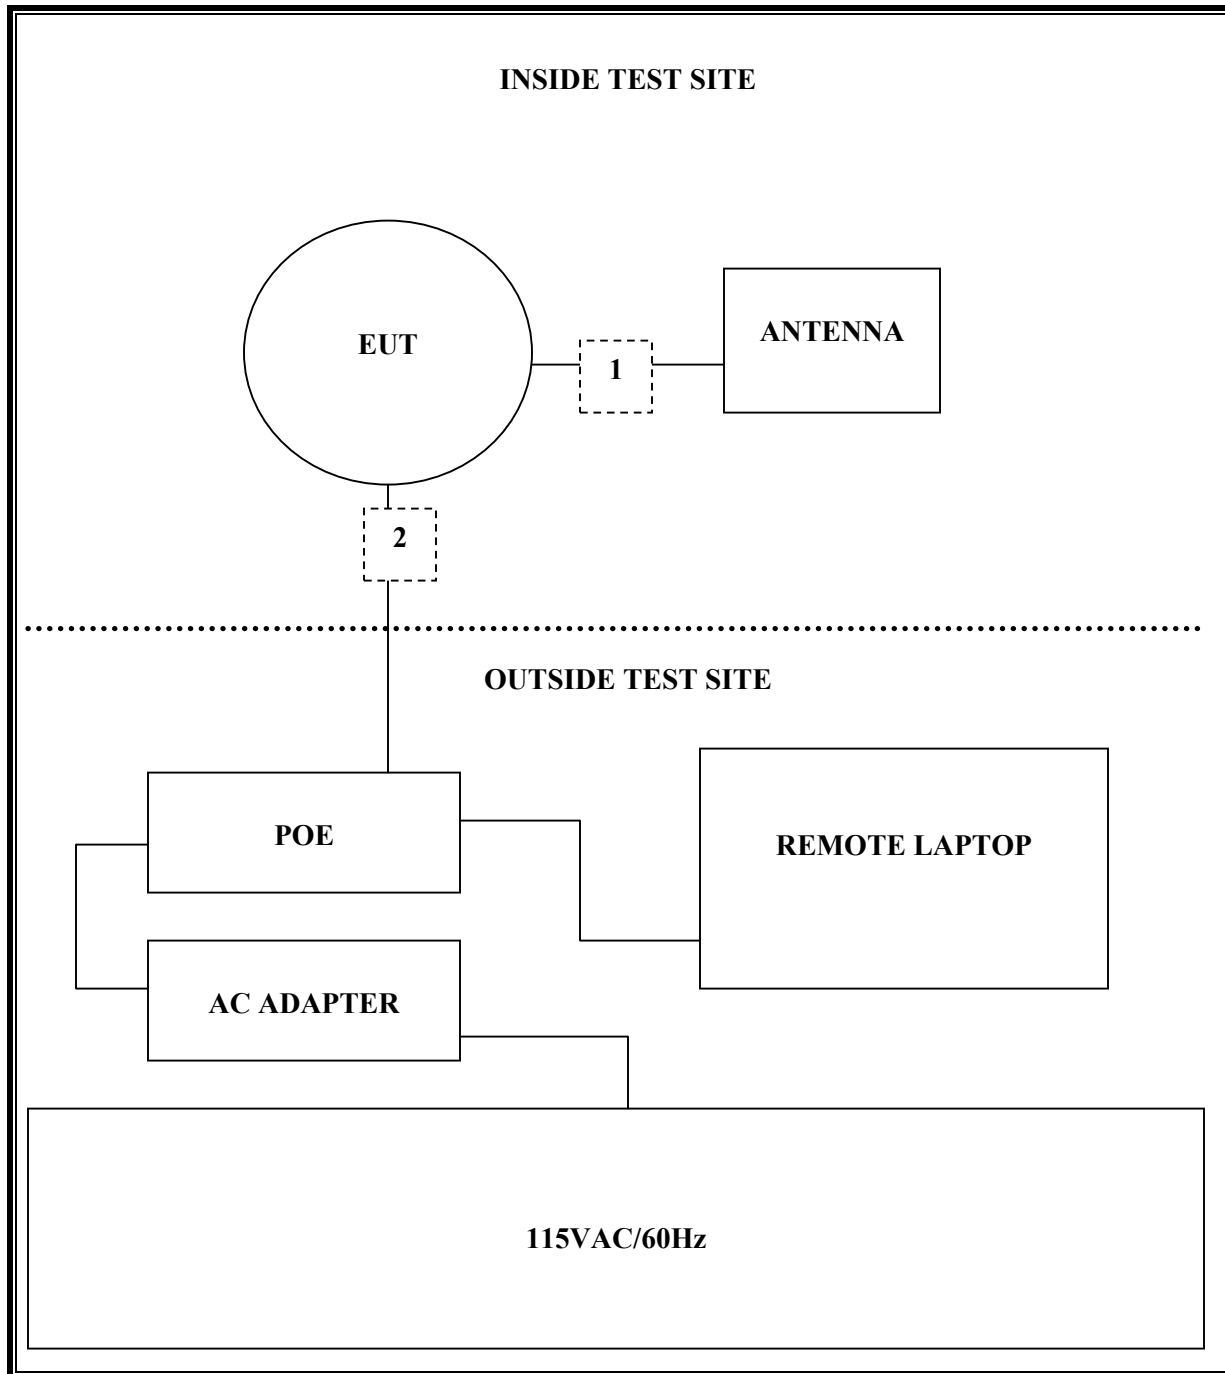 INSIDE TEST SITE
EUT
1
ANTENNA
2
OUTSIDE TEST SITE
POE
REMOTE LAPTOP
AC ADAPTER
115VAC/60Hz